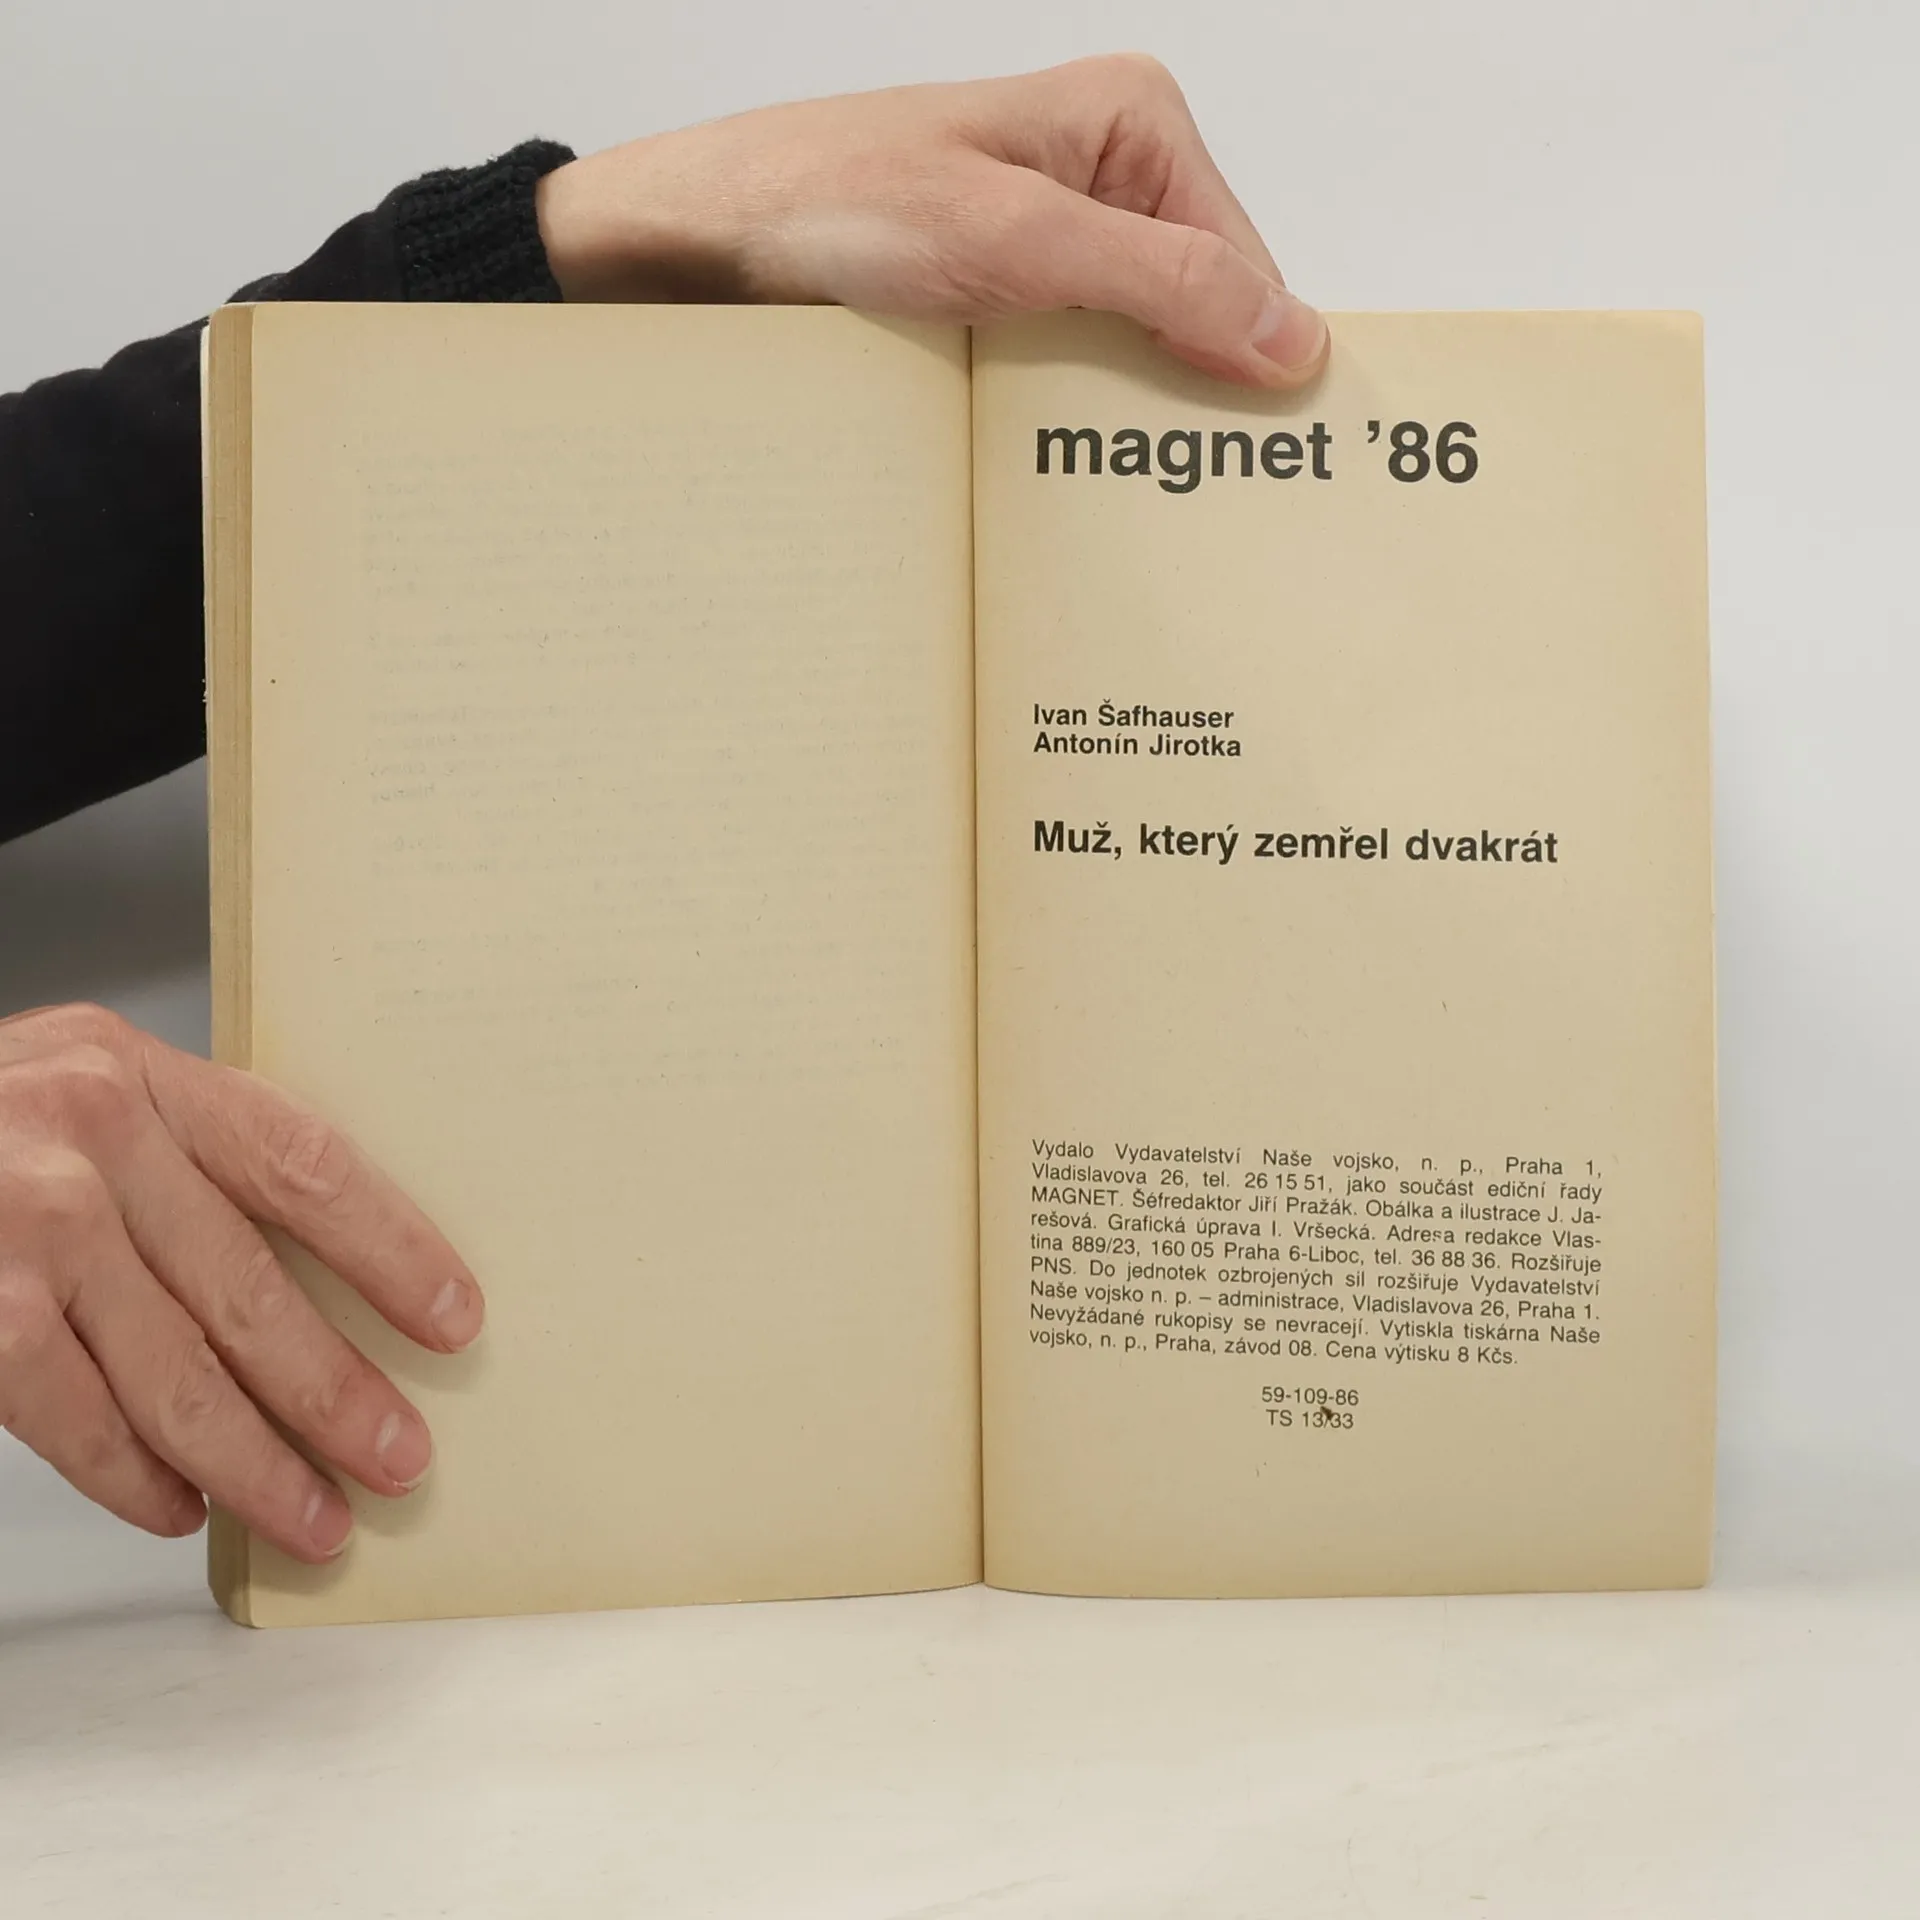 magnet ’86
Ivan Šafhauser
Antonín Jirotka
Muž, který zemřel dvakrát
Vydalo Vydavatelství Naše vojsko, n. p., Praha 1,
Vladislavova 26, tel. 26 15 51, jako součást ediční řady
MAGNET. Šéfredaktor Jiří Pražák. Obálka a ilustrace J. Ja-
rešová. Grafická úprava I. Vršecká. Adresa redakce Vlas-
tina 889/23, 160 05 Praha 6-Liboc, tel. 36 88 36. Rozšiřuje
PNS. Do jednotek ozbrojených sil rozšiřuje Vydavatelství
Naše vojsko n. p. – administrace, Vladislavova 26, Praha 1.
Nevyžádané rukopisy se nevracejí. Vytiskla tiskárna Naše
vojsko, n. p., Praha, závod 08. Cena výtisku 8 Kčs.
59-109-86
TS 13/33